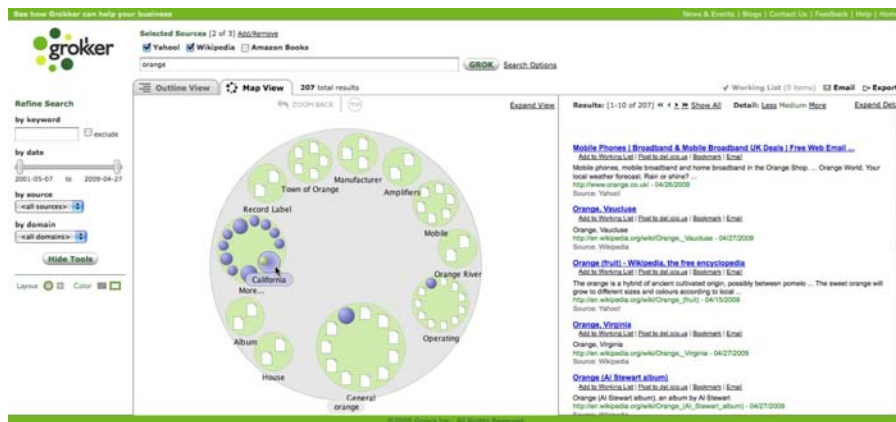 See how Grokker can help your business
News & Events | Blogs | Contact Us | Feedback | Help | Hom
grokker
Selected Sources [2 of 3] Add/Remove
Yahoo! Wikipedia Amazon Books
orange
GROK Search Options
Outline View Map View 207 total results
Working List (0 items) Email Export
ZOOM BACK TOP Expand View
Refine Search
by keyword
exclude
by date
2001-05-07 to 2009-04-27
by source
<all sources>
by domain
<all domains>
Hide Tools
Layout Color
Manufacturer
Town of Orange
Amplifiers
Record Label
Mobile
California
More...
Orange River
Album
Operating
House
General
orange
Results: [1-10 of 207] Show All Detail: Less Medium More Expand Deta
Mobile Phones | Broadband & Mobile Broadband UK Deals | Free Web Email ...
Add to Working List | Post to del.icio.us | Bookmark | Email
Mobile phones, mobile broadband and home broadband in the Orange Shop. ... Orange World. Your
local weather forecast. Rain or shine? ...
http://www.orange.co.uk/ - 04/26/2009
Source: Yahoo!
Orange, Vaucluse
Add to Working List | Post to del.icio.us | Bookmark | Email
Orange, Vaucluse
http://en.wikipedia.org/wiki/Orange,_Vaucluse - 04/27/2009
Source: Wikipedia
Orange (fruit) - Wikipedia, the free encyclopedia
Add to Working List | Post to del.icio.us | Bookmark | Email
The orange is a hybrid of ancient cultivated origin, possibly between pomelo ... The sweet orange will
grow to different sizes and colours according to local ...
http://en.wikipedia.org/wiki/Orange_(fruit) - 04/15/2009
Source: Yahoo!
Orange, Virginia
Add to Working List | Post to del.icio.us | Bookmark | Email
Orange, Virginia
http://en.wikipedia.org/wiki/Orange,_Virginia - 04/27/2009
Source: Wikipedia
Orange (Al Stewart album)
Add to Working List | Post to del.icio.us | Bookmark | Email
Orange (Al Stewart album), an album by Al Stewart
http://en.wikipedia.org/wiki/Orange_(Al_Stewart_album) - 04/27/2009